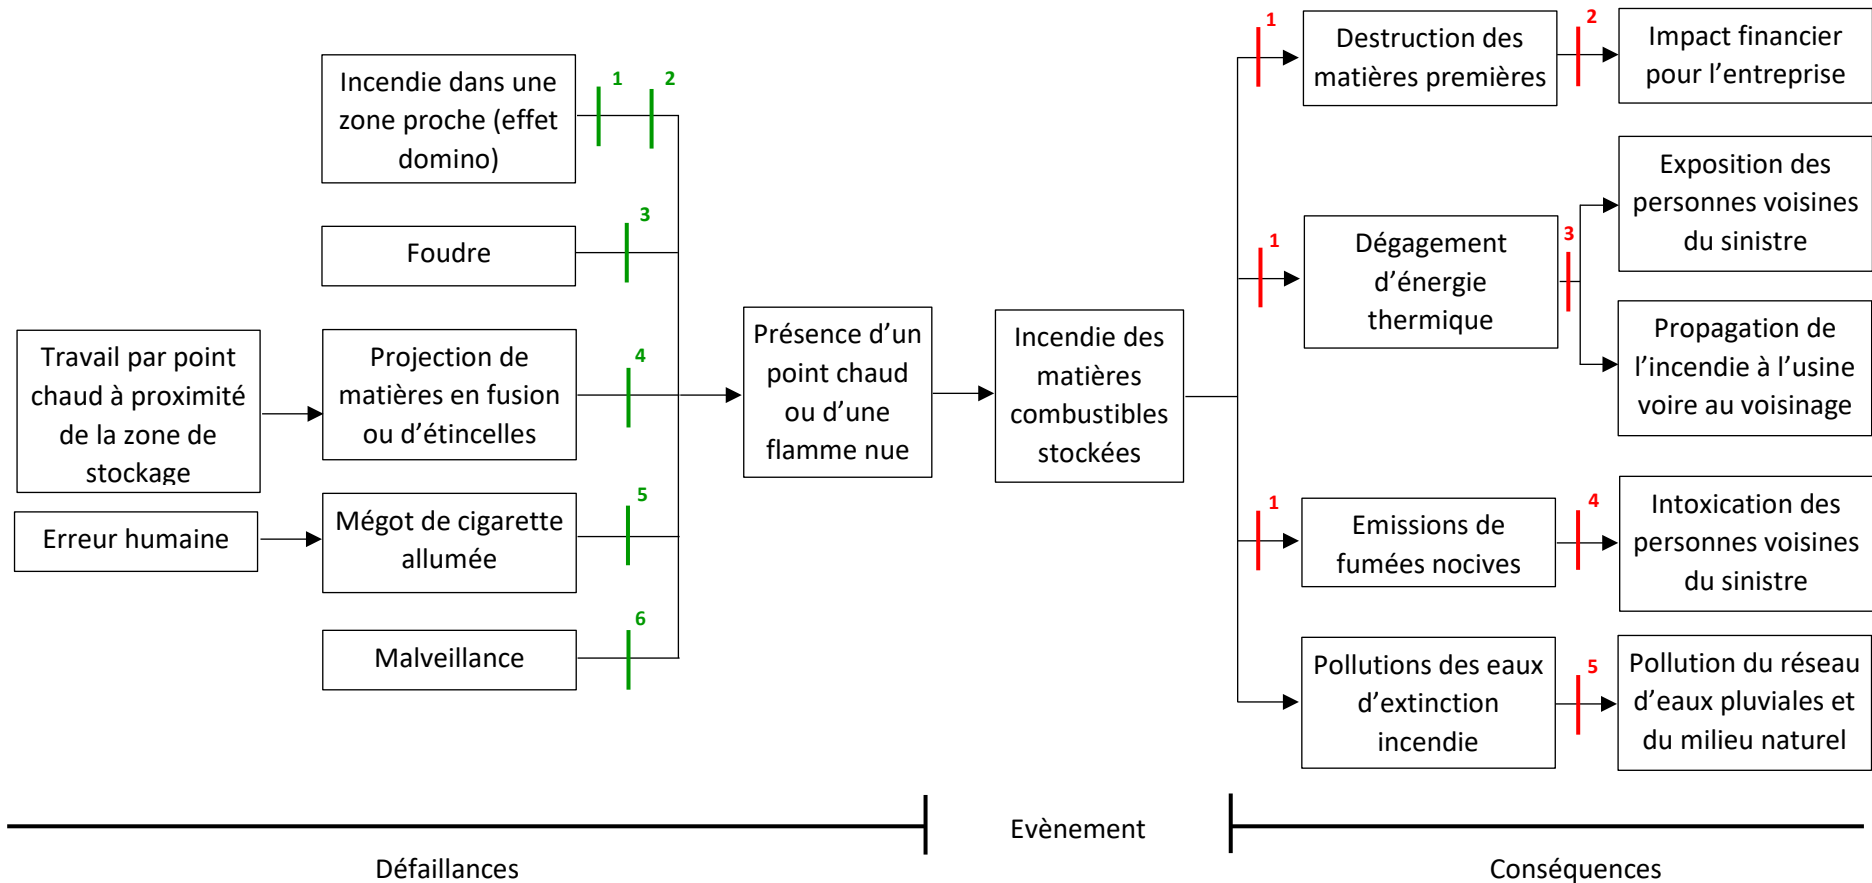 Incendie dans une
zone proche (effet
domino)
1
2
Foudre
3
Travail par point
chaud à proximité
de la zone de
stockage
Projection de
matières en fusion
ou d’étincelles
4
Erreur humaine
Mégot de cigarette
allumée
5
Malveillance
6
Présence d’un
point chaud
ou d’une
flamme nue
Incendie des
matières
combustibles
stockées
1
Destruction des
matières premières
2
Impact financier
pour l’entreprise
1
Dégagement
d’énergie
thermique
3
Exposition des
personnes voisines
du sinistre
Propagation de
l’incendie à l’usine
voire au voisinage
1
Emissions de
fumées nocives
4
Intoxication des
personnes voisines
du sinistre
Pollutions des eaux
d’extinction
incendie
5
Pollution du réseau
d’eaux pluviales et
du milieu naturel
Défaillances
Evènement
Conséquences